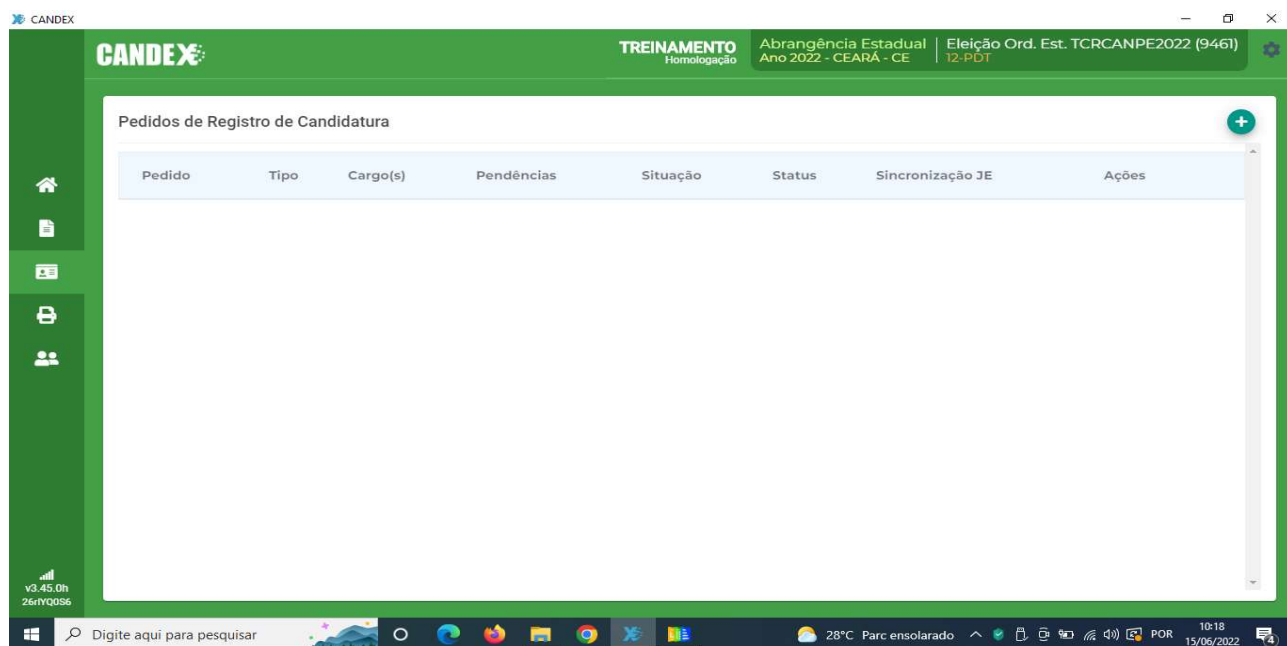 CANDEX
CANDEX
TREINAMENTO
Homologação
Abrangência Estadual
Ano 2022 - CEARÁ - CE
Eleição Ord. Est. TCRCANPE2022 (9461)
12-PDT
Pedidos de Registro de Candidatura
Pedido Tipo Cargo(s) Pendências Situação Status Sincronização JE Ações
v3.45.0h
26rIYQ0S6
Digite aqui para pesquisar
28°C Parc ensolarado
POR
10:18
15/06/2022
4